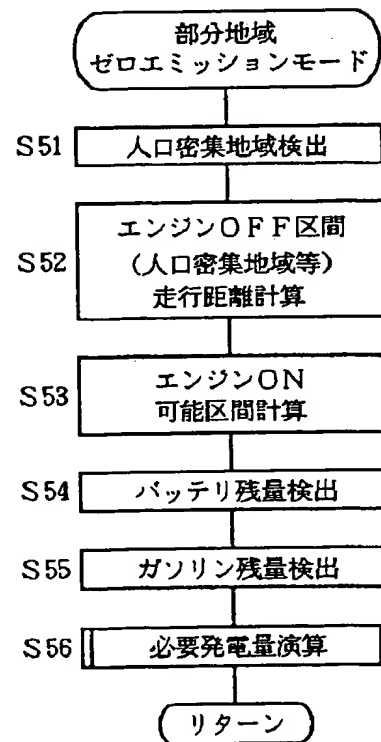 部分地域
ゼロエミッションモード
S51 人口密集地域検出
エンジンOFF区間
S52 (人口密集地域等)
走行距離計算
エンジンON
S53 可能区間計算
S54 バッテリ残量検出
S55 ガソリン残量検出
S56 必要発電量演算
リターン